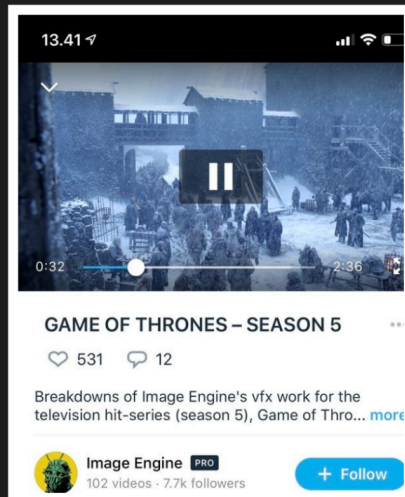 13.41
0:32
2:36
GAME OF THRONES – SEASON 5
531 12
Breakdowns of Image Engine's vfx work for the
television hit-series (season 5), Game of Thro... more
Image Engine PRO
102 videos · 7.7k followers
+ Follow